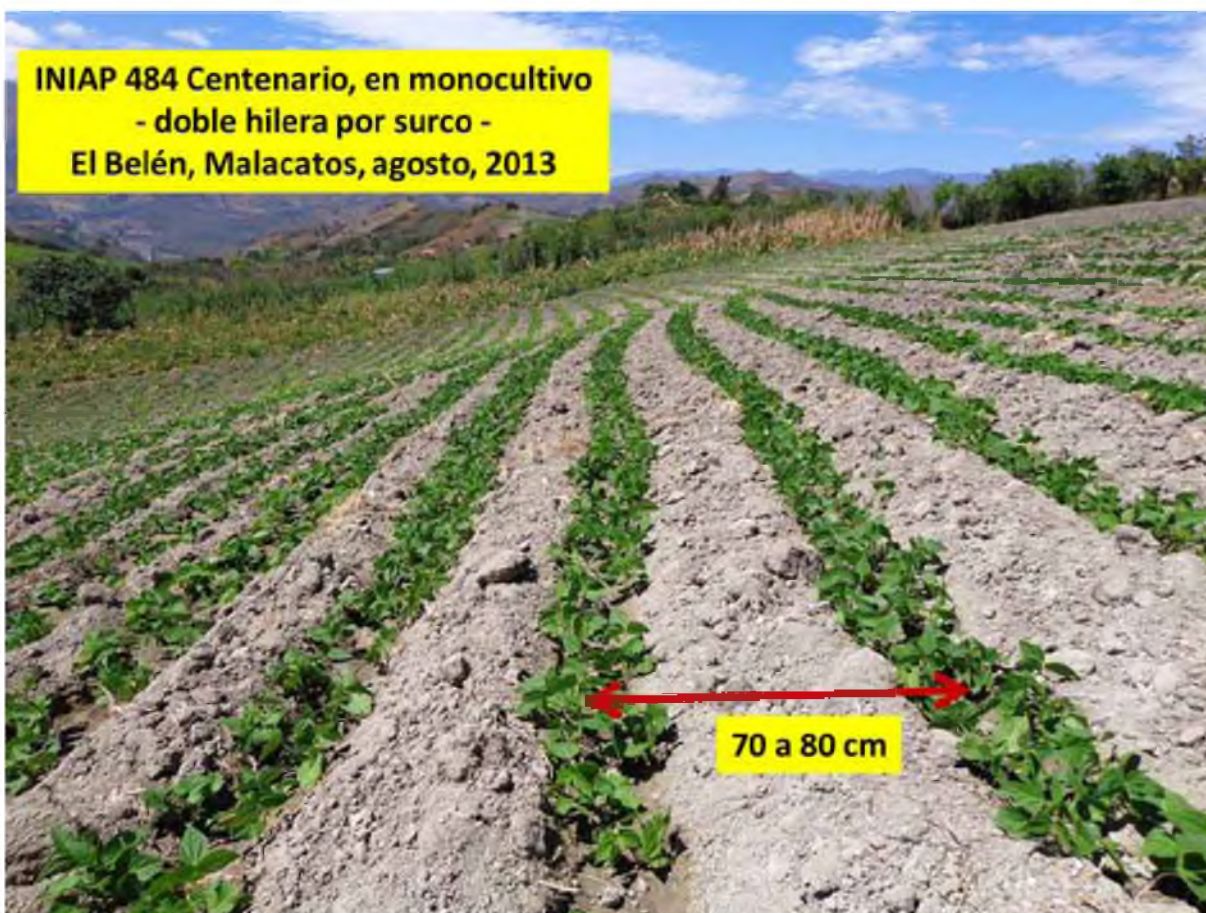 INIAP 484 Centenario, en monocultivo
- doble hilera por surco -
El Belén, Malacatos, agosto, 2013
70 a 80 cm